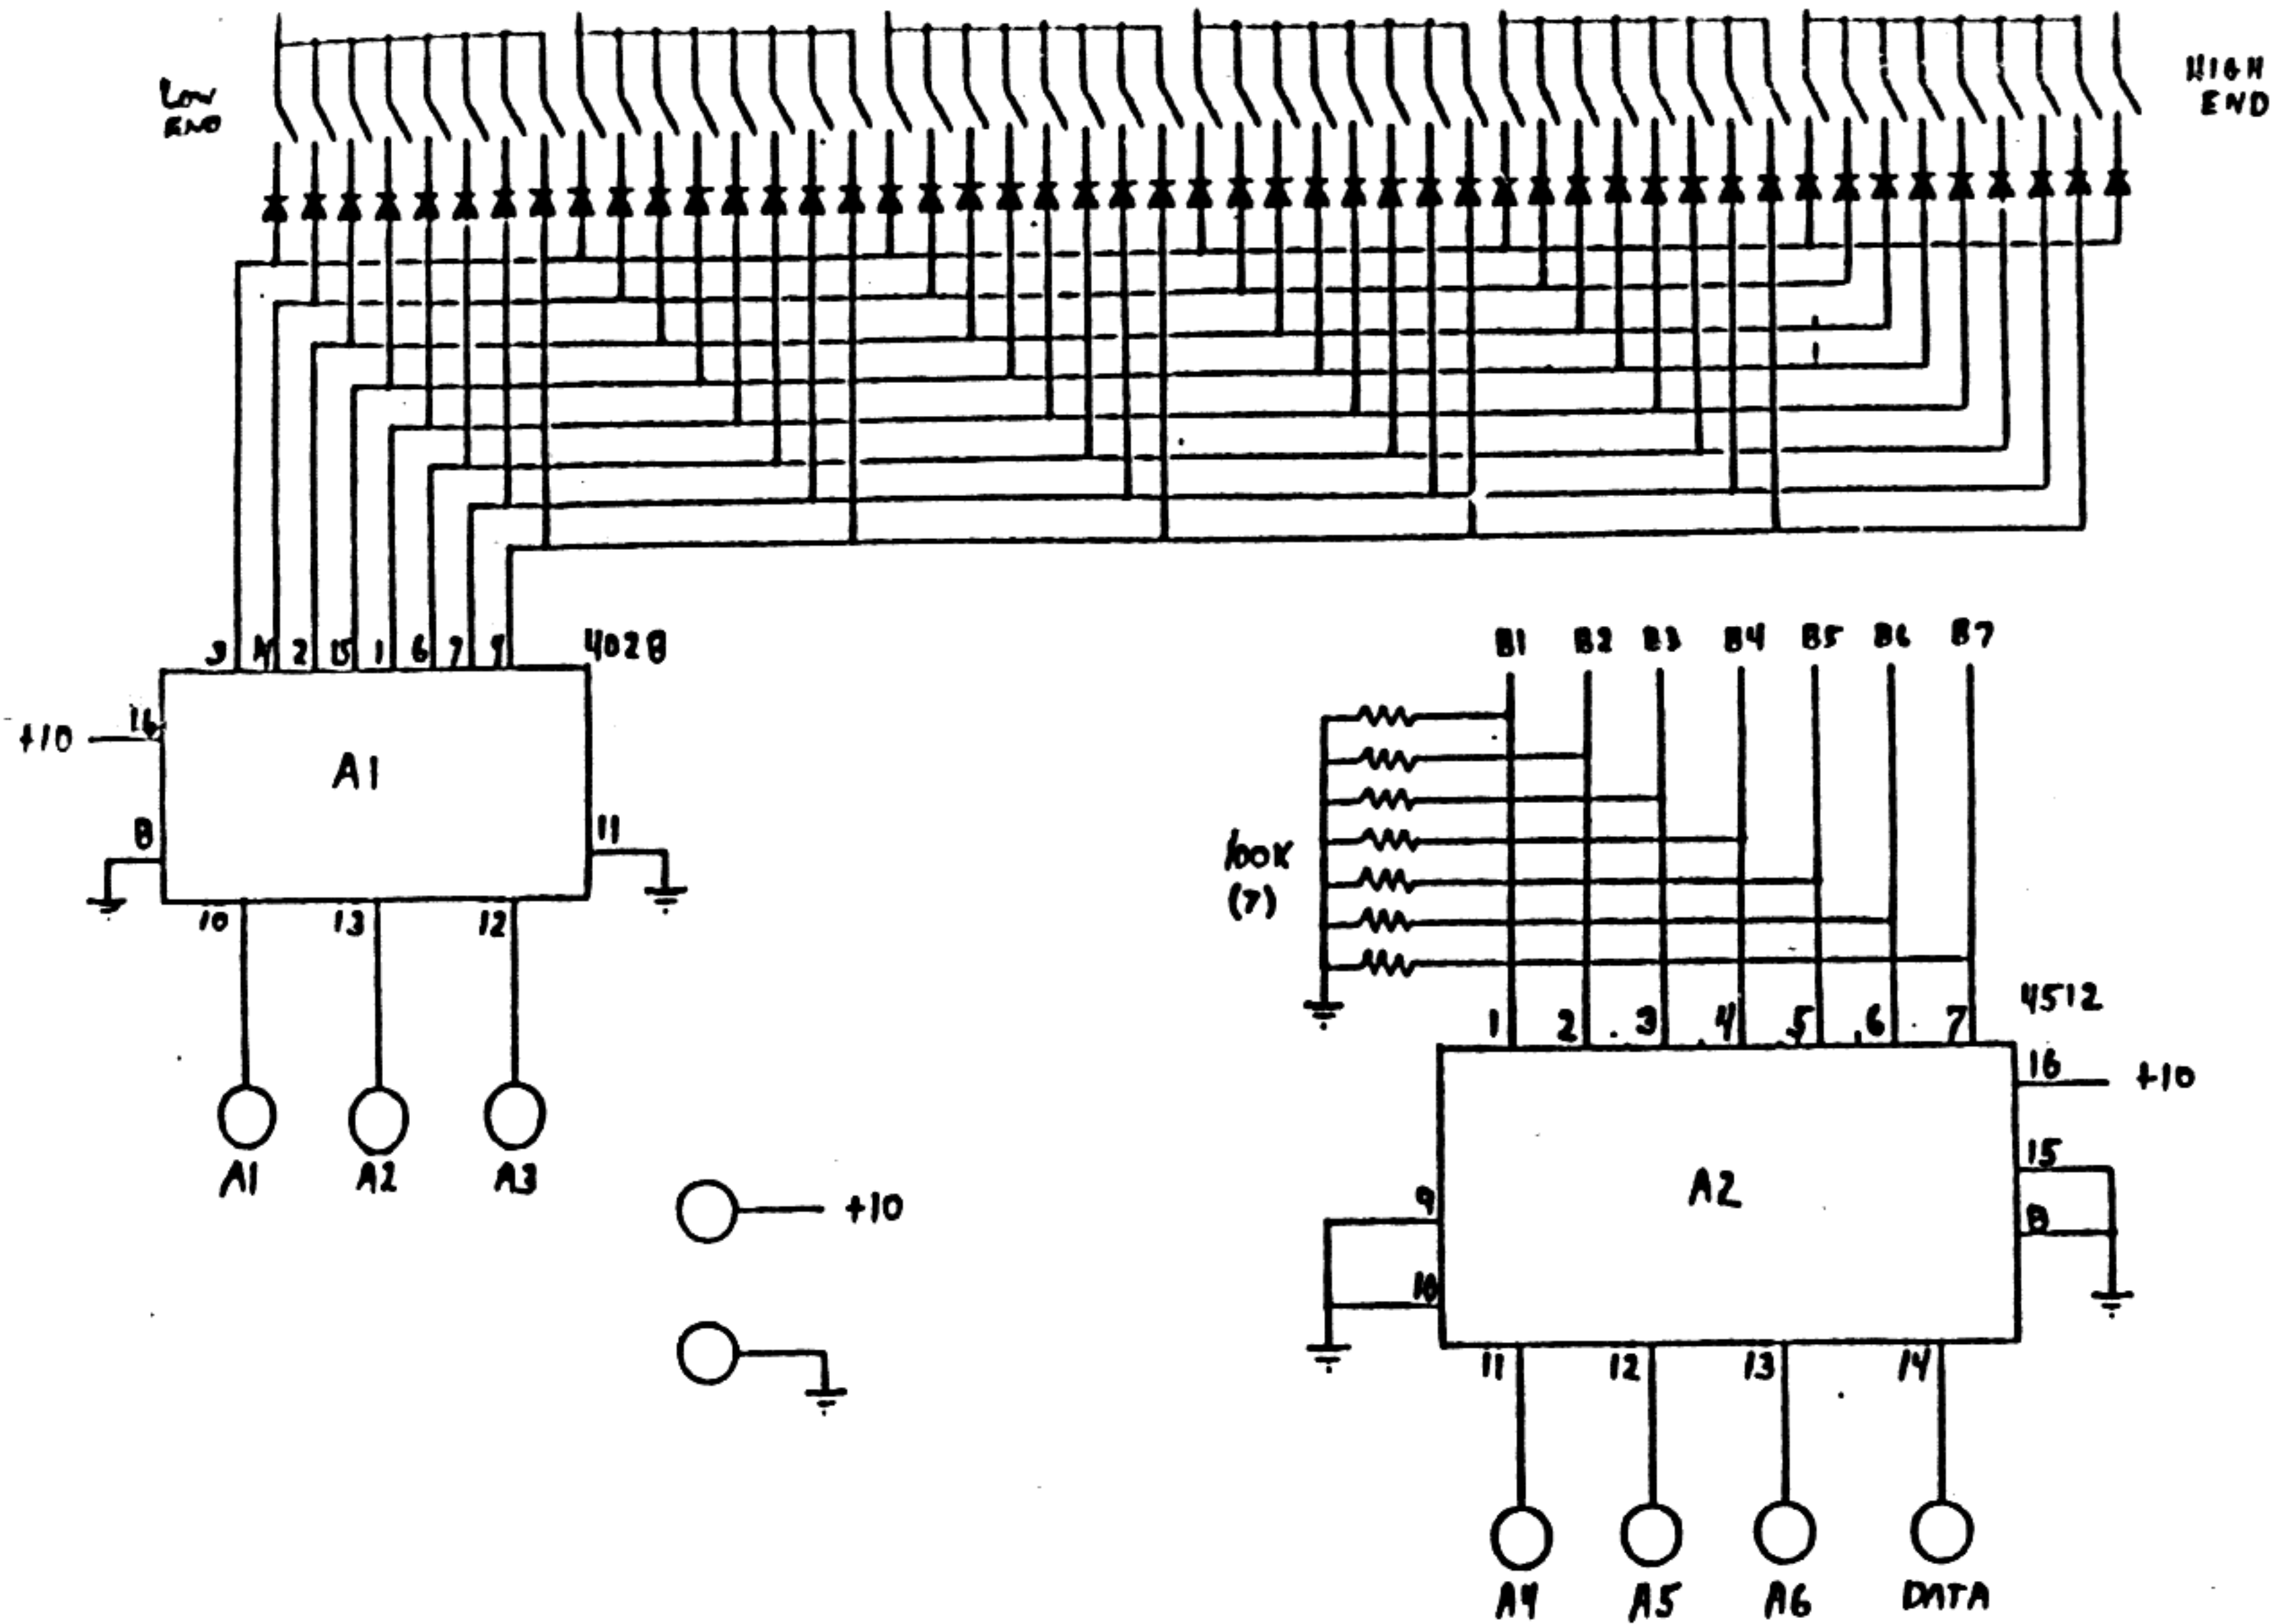 LOW
END
HIGH
END
3 14 2 15 1 6 7 9
4028
B1 B2 B3 B4 B5 B6 B7
+10
16
A1
8
11
100K
(7)
10 13 12
4512
1 2 3 4 5 6 7
16
+10
A1 A2 A3
15
+10
9
A2
8
10
11 12 13 14
A4 A5 A6 DATA